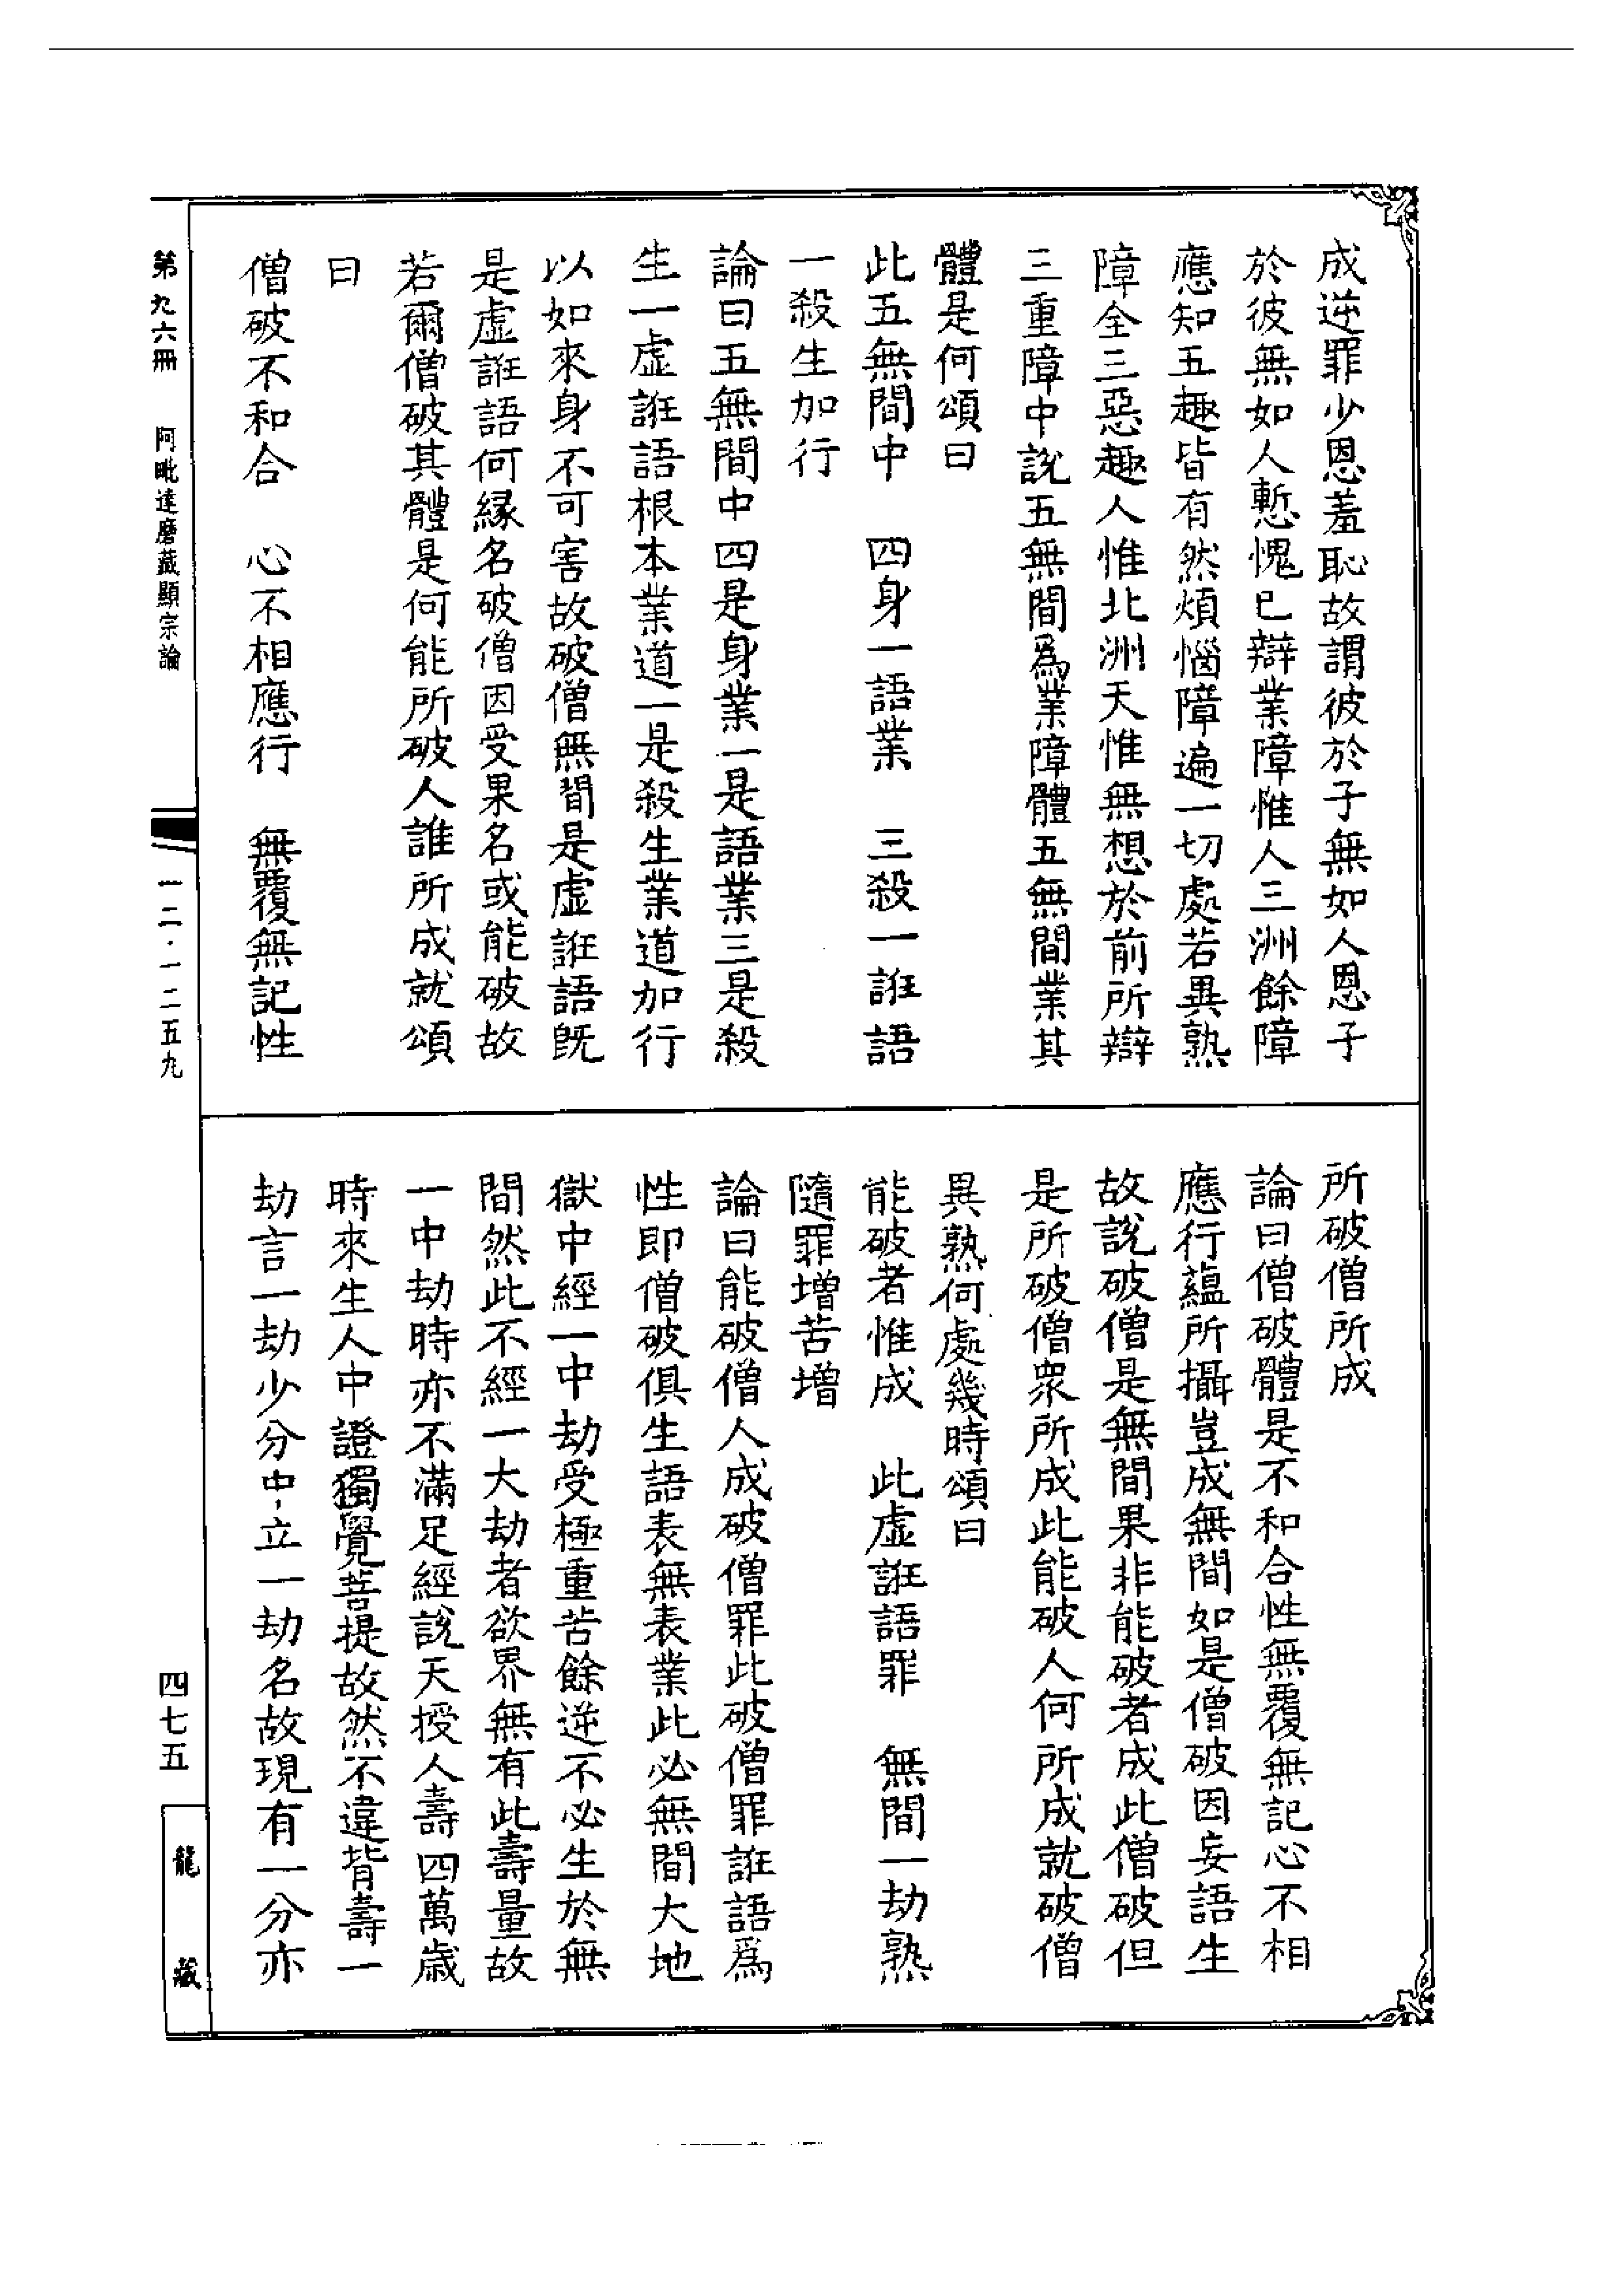 成逆罪少恩羞恥故謂彼於子無如人恩子
於彼無如人慙愧已辯業障惟人三洲餘障
應知五趣皆有然煩惱障遍一切處若異熟
障全三惡趣人惟北洲天惟無想於前所辯
三重障中說五無間爲業障體五無間業其
體是何頌曰
此五無間中　四身一語業　三殺一誑語
一殺生加行
論曰五無間中四是身業一是語業三是殺
生一虛誑語根本業道一是殺生業道加行
以如來身不可害故破僧無間是虛誑語既
是虛誑語何縁名破僧因受果名或能破故
若爾僧破其體是何能所破人誰所成就頌
曰
僧破不和合　心不相應行　無覆無記性
所破僧所成
論曰僧破體是不和合性無覆無記心不相
應行蘊所攝豈成無間如是僧破因妄語生
故說破僧是無間果非能破者成此僧破但
是所破僧衆所成此能破人何所成就破僧
異熟何處幾時頌曰
能破者惟成　此虛誑語罪　無間一劫熟
隨罪增苦增
論曰能破僧人成破僧罪此破僧罪誑語爲
性即僧破俱生語表無表業此必無間大地
獄中經一中劫受極重苦餘逆不必生於無
間然此不經一大劫者欲界無有此壽量故
一中劫時亦不滿足經說天授人壽四萬歲
時來生人中證獨覺菩提故然不違背壽一
劫言一劫少分中立一劫名故現有一分亦
第九六冊　阿毗達磨藏顯宗論
一二·一二五九
四七五
龍藏